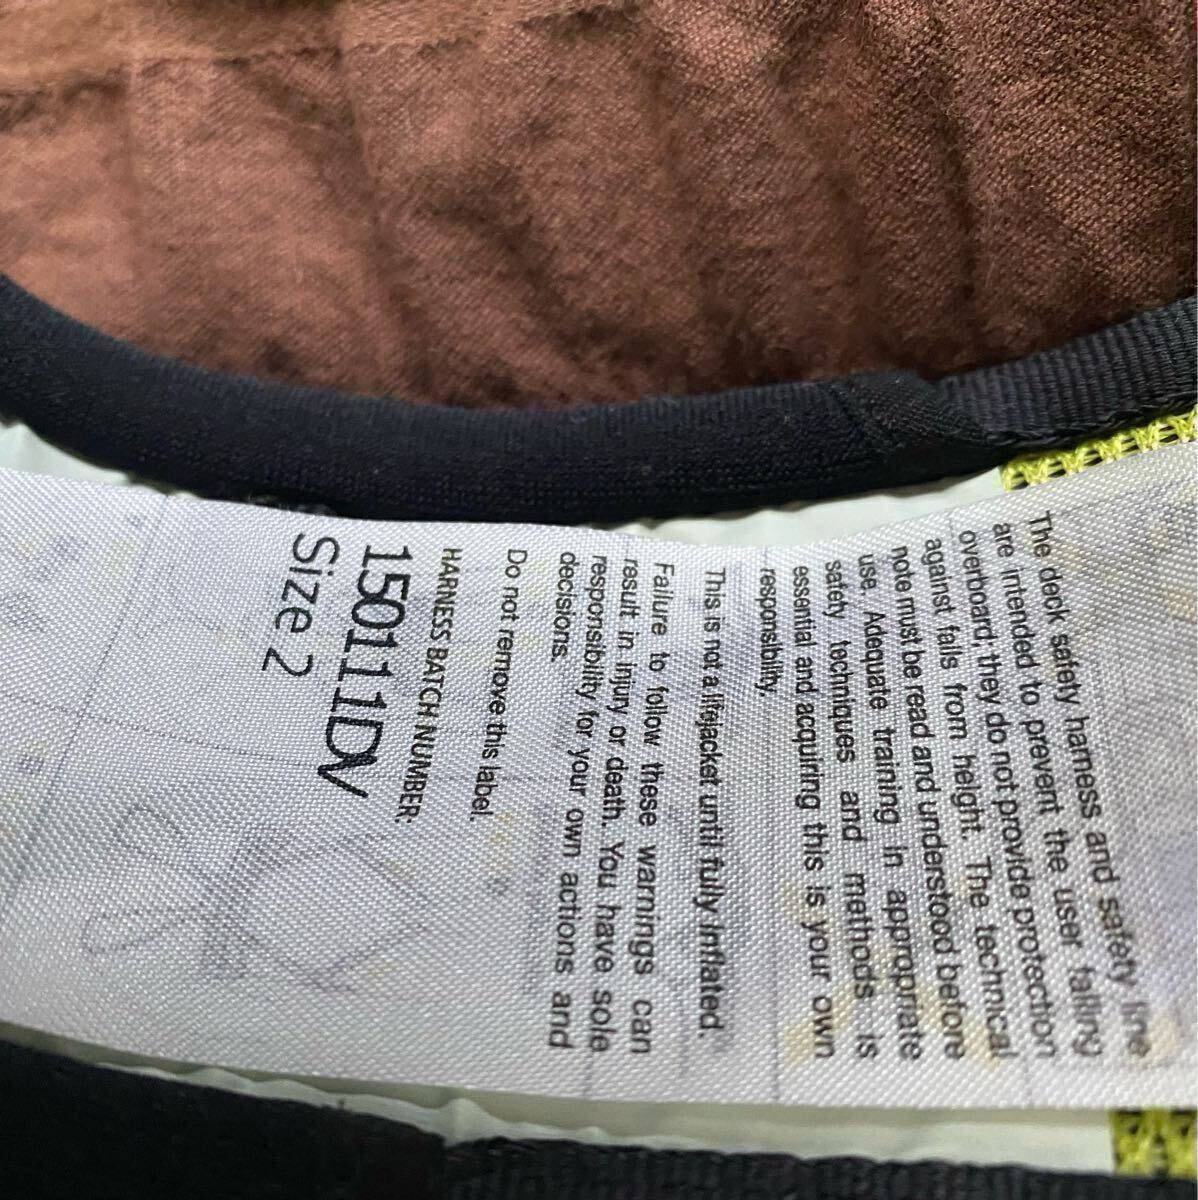 The deck safety harness and safety line
are intended to prevent the user falling
overboard, they do not provide protection
against falls from height. The technical
note must be read and understood before
use. Adequate training in appropriate
safety techniques and methods is
essential and acquiring this is your own
responsibility.
This is not a lifejacket until fully inflated.
Failure to follow these warnings can
result in injury or death. You have sole
responsibility for your own actions and
decisions.
Do not remove this label.
HARNESS BATCH NUMBER:
150111DV
Size 2